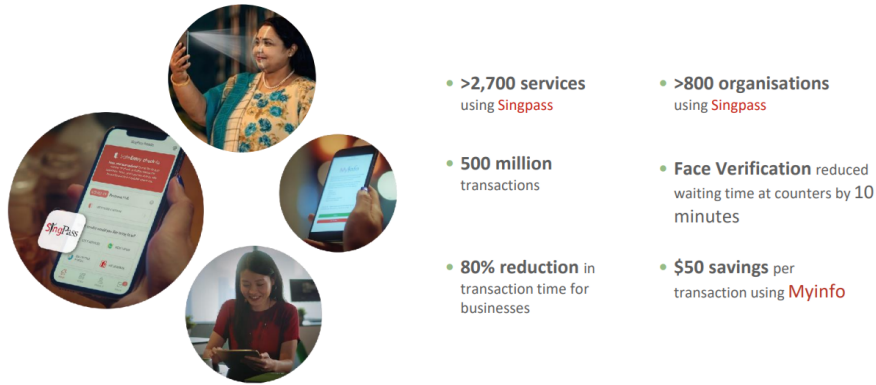 SingPass
>2,700 services
using Singpass
500 million
transactions
80% reduction in
transaction time for
businesses
>800 organisations
using Singpass
Face Verification reduced
waiting time at counters by 10
minutes
$50 savings per
transaction using Myinfo